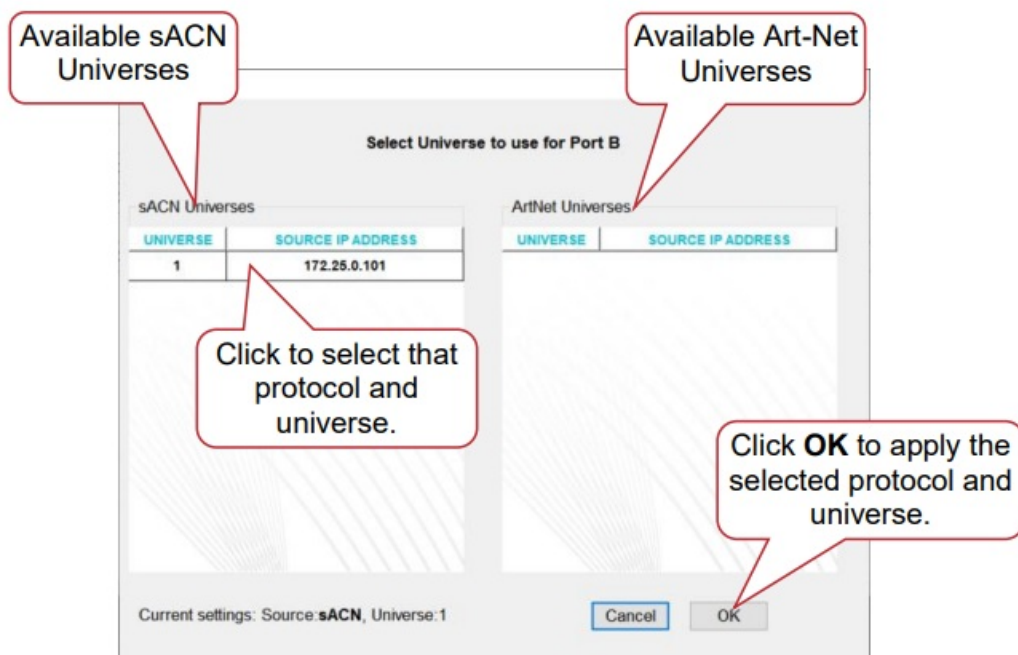 Available sACN
Universes
Available Art-Net
Universes
Select Universe to use for Port B
sACN Universes
ArtNet Universes
UNIVERSE SOURCE IP ADDRESS
UNIVERSE SOURCE IP ADDRESS
1 172.25.0.101
Click to select that
protocol and
universe.
Click OK to apply the
selected protocol and
universe.
Current settings: Source:sACN, Universe:1
Cancel
OK